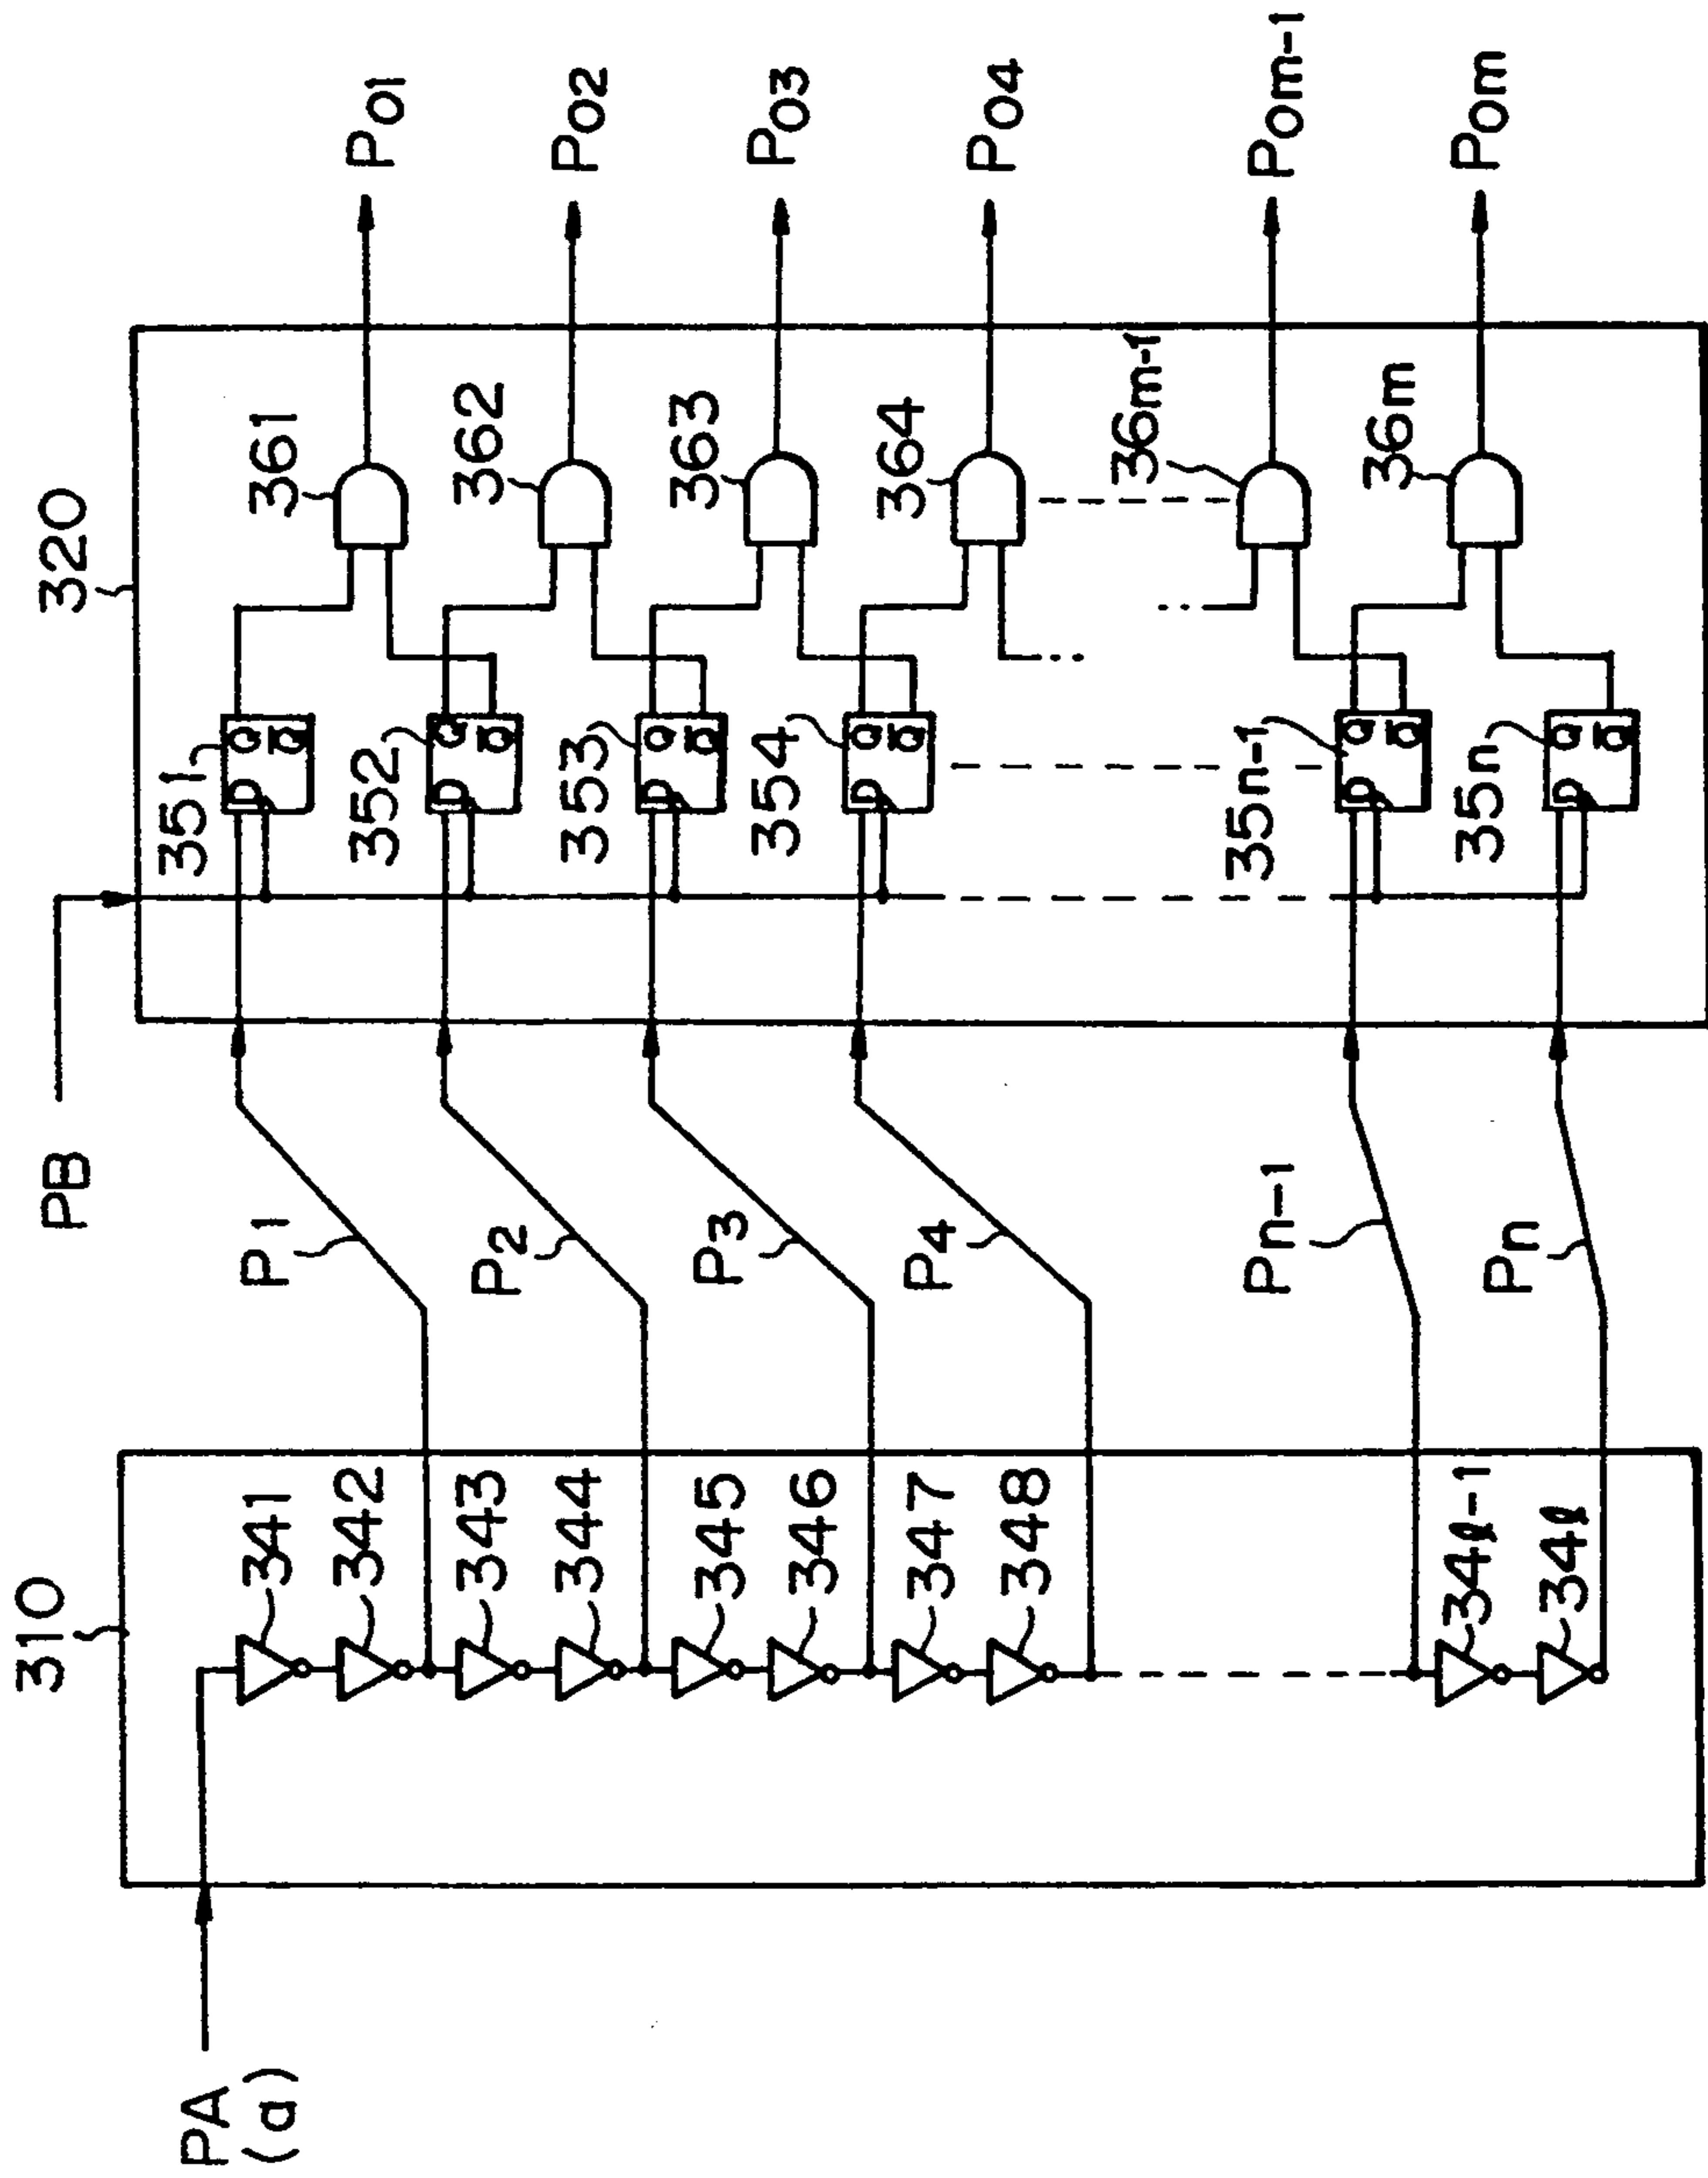 310
PA
(a)
341
342
343
344
345
346
347
348
34ℓ-1
34ℓ
P1
P2
P3
P4
Pn-1
Pn
PB
320
351
D Q
Q̅
352
D Q
Q̅
353
D Q
Q̅
354
D Q
Q̅
35n-1
D Q
Q̅
35n
D Q
Q̅
361
362
363
364
36m-1
36m
PO1
PO2
PO3
PO4
POm-1
POm